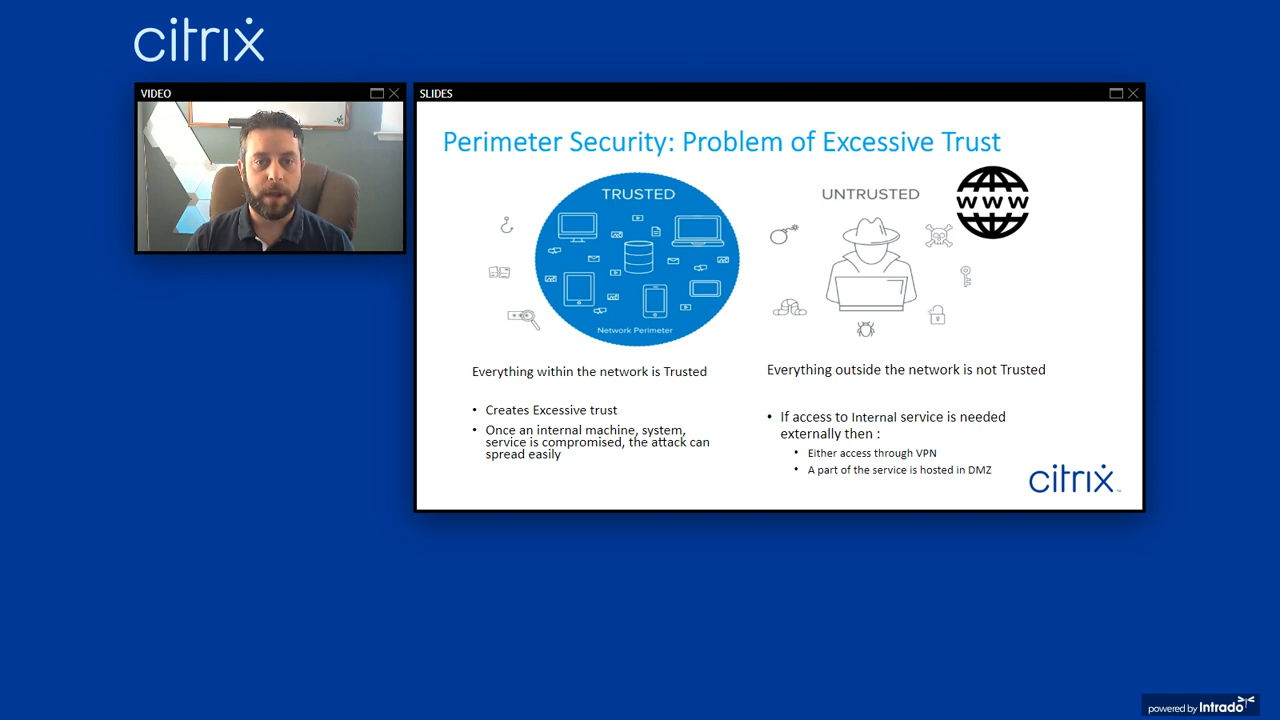 citrix
VIDEO
SLIDES
Perimeter Security: Problem of Excessive Trust
TRUSTED
Network Perimeter
UNTRUSTED
WWW
Everything within the network is Trusted
• Creates Excessive trust
• Once an internal machine, system,
service is compromised, the attack can
spread easily
Everything outside the network is not Trusted
• If access to Internal service is needed
externally then :
• Either access through VPN
• A part of the service is hosted in DMZ
citrix
powered by Intrado